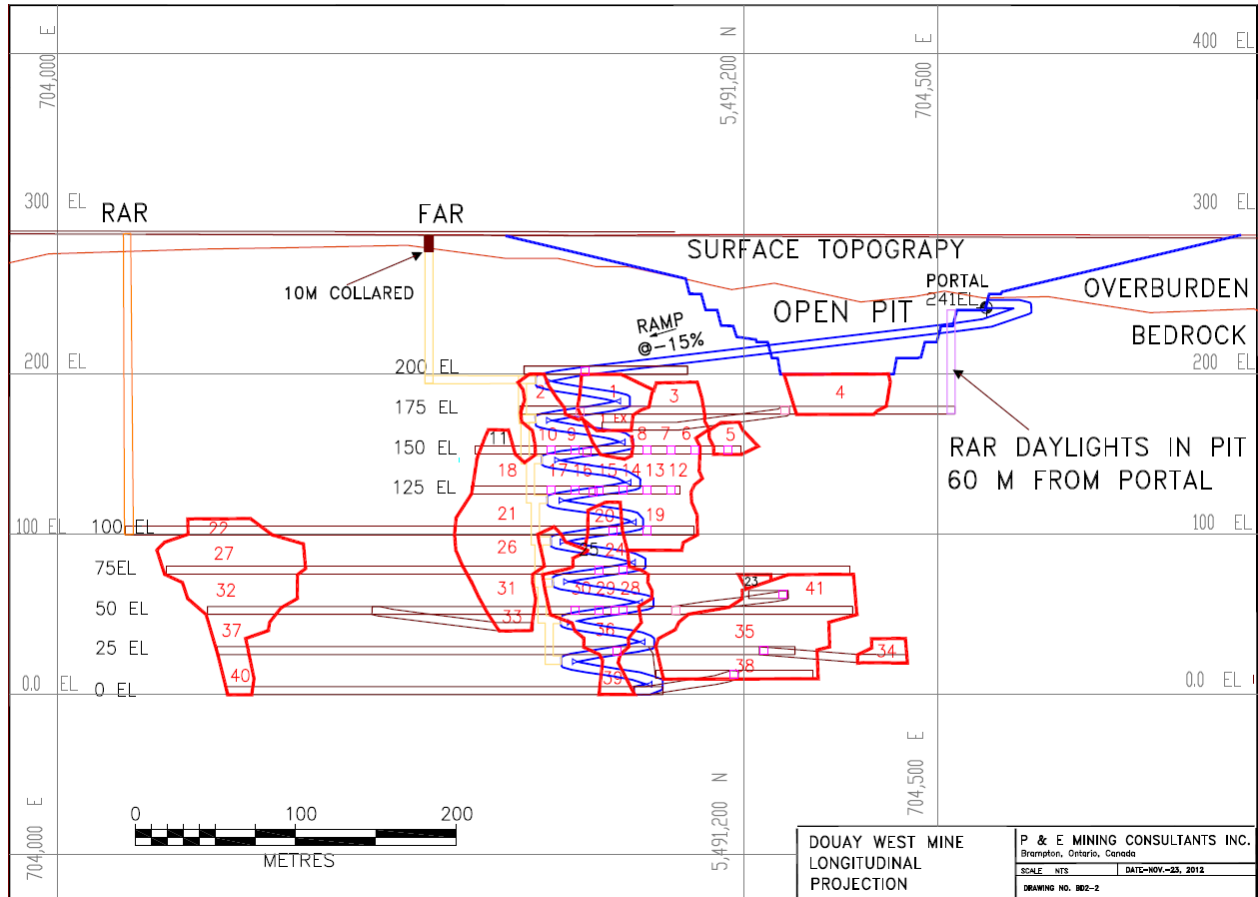 704,000 E
5,491,200 N
704,500 E
400 EL
300 EL
RAR
FAR
300 EL
SURFACE TOPOGRAPY
10M COLLARED
PORTAL
241EL
OVERBURDEN
OPEN PIT
BEDROCK
RAMP
@-15%
200 EL
200 EL
2
1
3
4
175 EL
EX
RAR DAYLIGHTS IN PIT
60 M FROM PORTAL
11
10
9
8
7
6
5
150 EL
18
17
16
15
14
13
12
125 EL
21
20
19
100 EL
100 EL
22
100 EL
27
26
25
24
75EL
23
41
32
31
30
29
28
50 EL
33
37
36
35
25 EL
34
40
39
38
0.0 EL
0 EL
0.0 EL
5,491,200 N
704,500 E
704,000 E
0 100 200
METRES
DOUAY WEST MINE
LONGITUDINAL
PROJECTION
P & E MINING CONSULTANTS INC.
Brampton, Ontario, Canada
SCALE NTS
DATE-NOV.-23, 2012
DRAWING NO. BD2-2